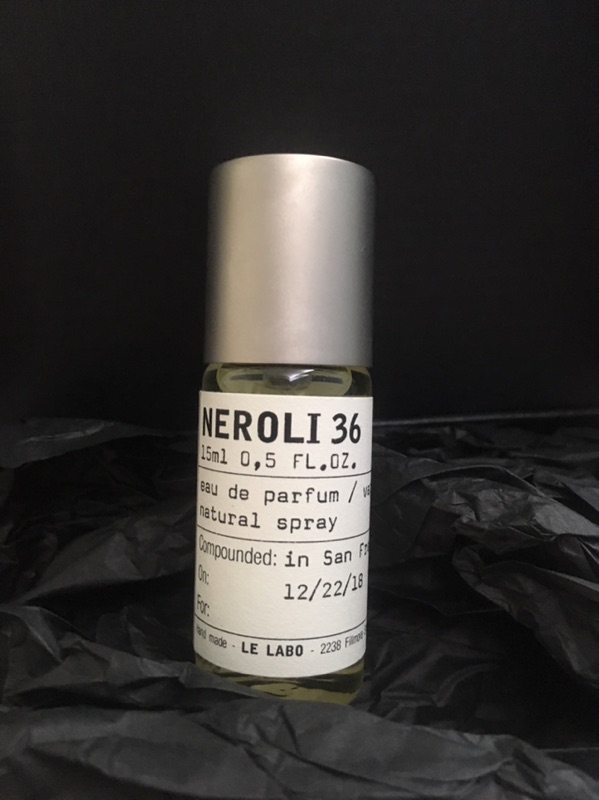 NEROLI 36
15ml 0,5 FL.OZ.
eau de parfum /
natural spray
Compounded: in San
On: 12/22/18
For:
hand made - LE LABO - 2238